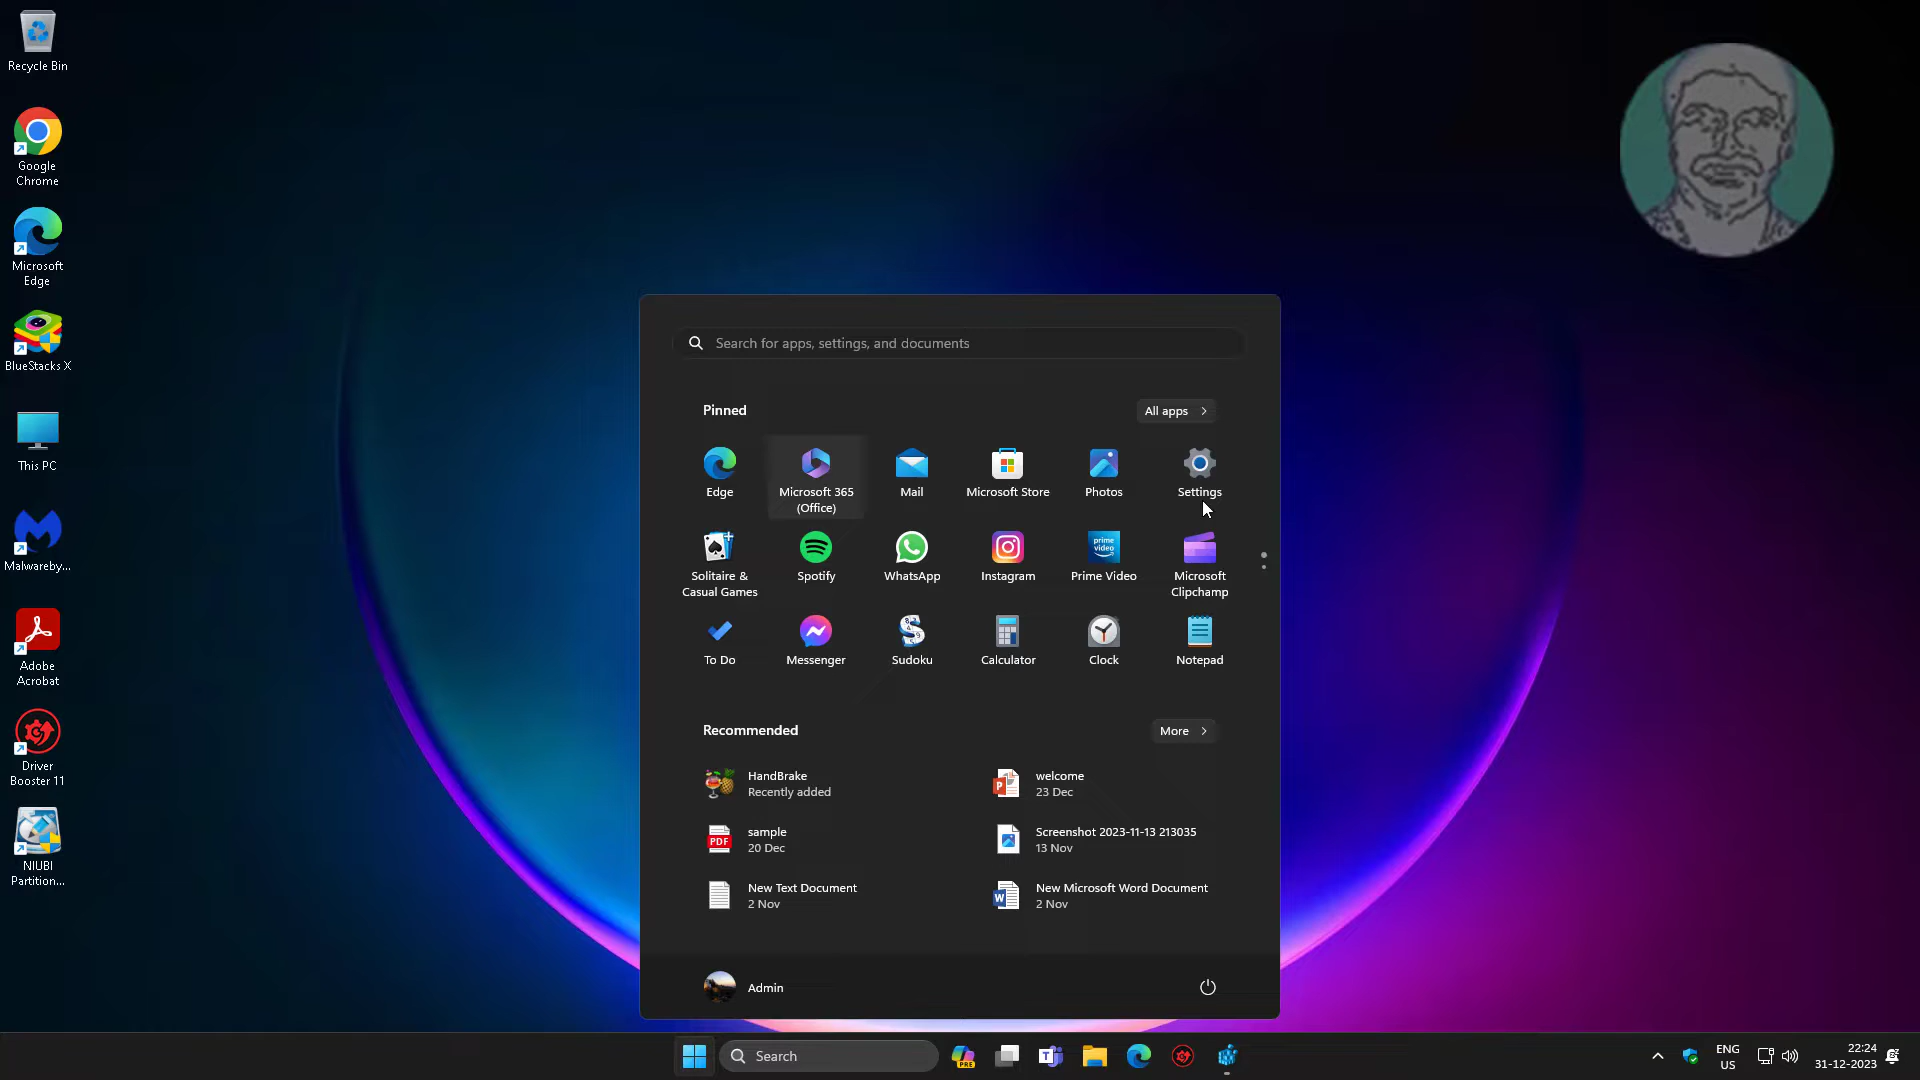 Recycle Bin
Google
Chrome
Microsoft
Edge
BlueStacks X
This PC
Malwareby...
Adobe
Acrobat
Driver
Booster 11
NIUBI
Partition...
Search for apps, settings, and documents
Pinned
All apps
Edge
Microsoft 365
(Office)
Mail
Microsoft Store
Photos
Settings
Solitaire &
Casual Games
Spotify
WhatsApp
Instagram
prime
video
Prime Video
Microsoft
Clipchamp
To Do
Messenger
Sudoku
Calculator
Clock
Notepad
Recommended
More
HandBrake
Recently added
P
welcome
23 Dec
PDF
sample
20 Dec
Screenshot 2023-11-13 213035
13 Nov
New Text Document
2 Nov
W
New Microsoft Word Document
2 Nov
Admin
Search
PRE
T
ENG
US
22:24
31-12-2023